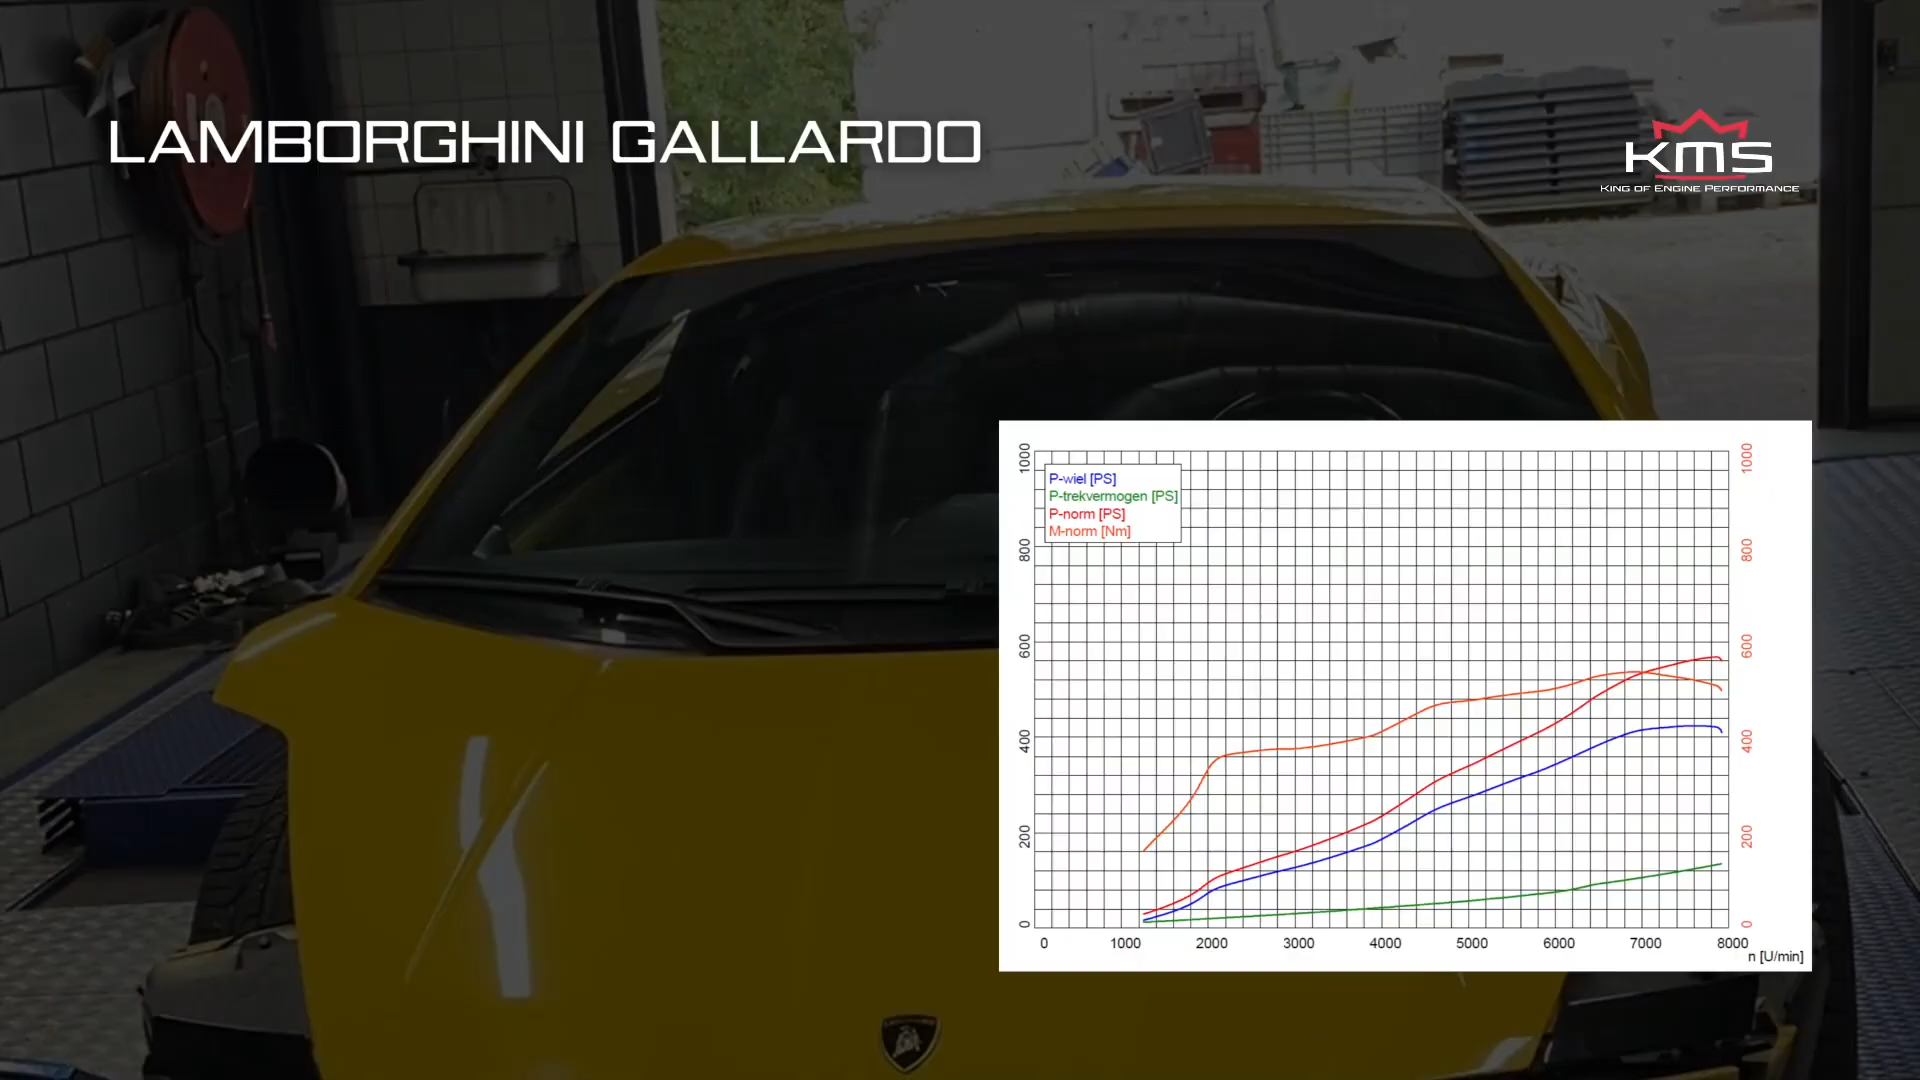 LAMBORGHINI GALLARDO
KMS
KING OF ENGINE PERFORMANCE
P-wiel [PS]
P-trekvermogen [PS]
P-norm [PS]
M-norm [Nm]
1000
800
600
400
200
0
1000
800
600
400
200
0
0 1000 2000 3000 4000 5000 6000 7000 8000
n [U/min]